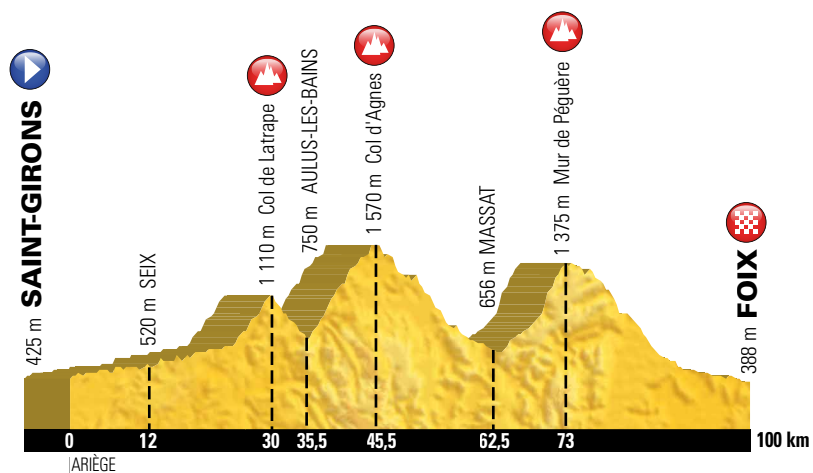 425 m SAINT-GIRONS
520 m SEIX
1 110 m Col de Latrape
750 m AULUS-LES-BAINS
1 570 m Col d'Agnes
656 m MASSAT
1 375 m Mur de Péguère
388 m FOIX
0 12 30 35,5 45,5 62,5 73 100 km
ARIÈGE